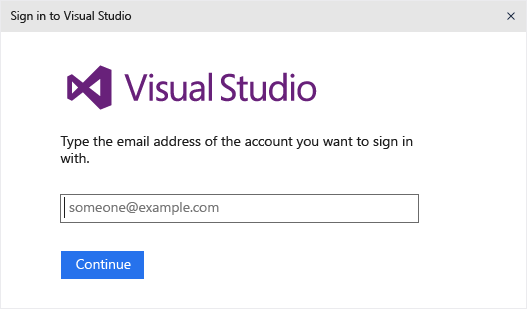 Sign in to Visual Studio
Visual Studio
Type the email address of the account you want to sign in
with.
someone@example.com
Continue